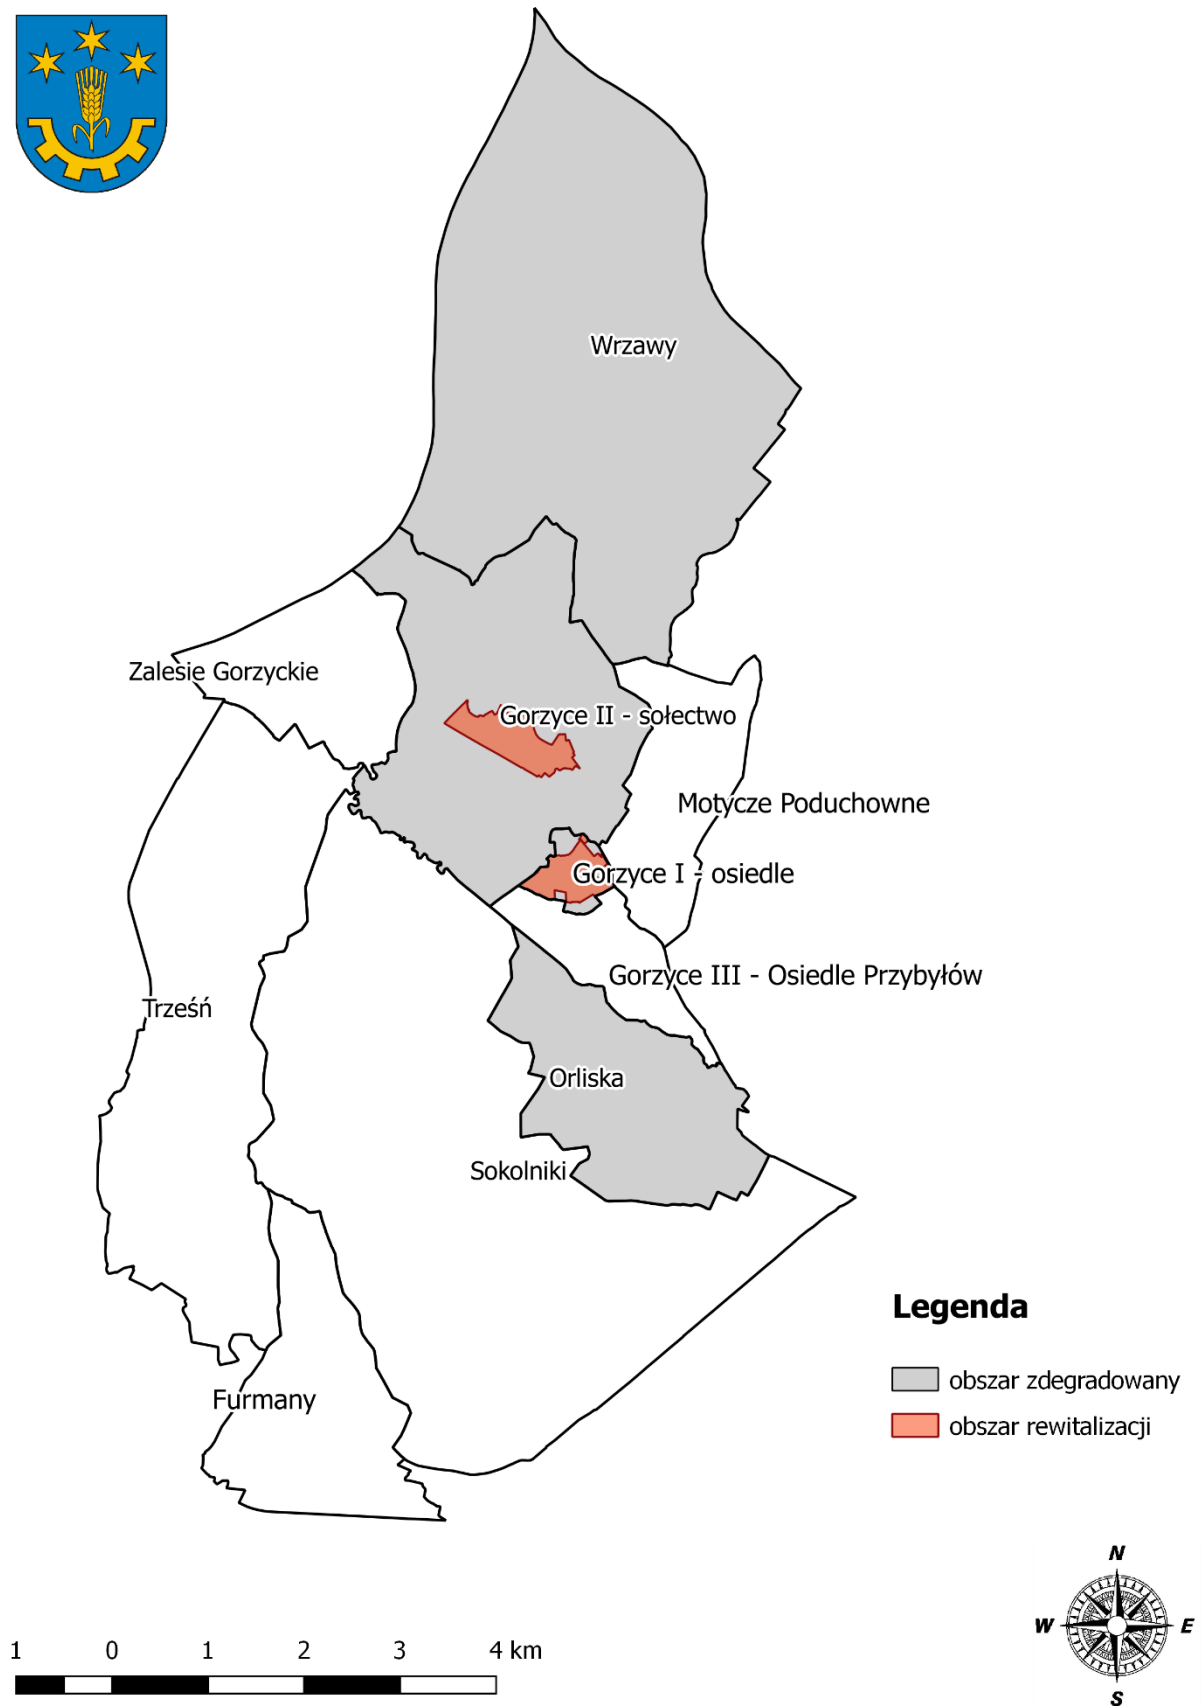 Wrzawy
Zalesie Gorzyckie
Gorzyce II - sołectwo
Motycze Poduchowne
Gorzyce I - osiedle
Gorzyce III - Osiedle Przybyłów
Trześń
Orliska
Sokolniki
Furmany
Legenda
obszar zdegradowany
obszar rewitalizacji
N
W E
S
1 0 1 2 3 4 km